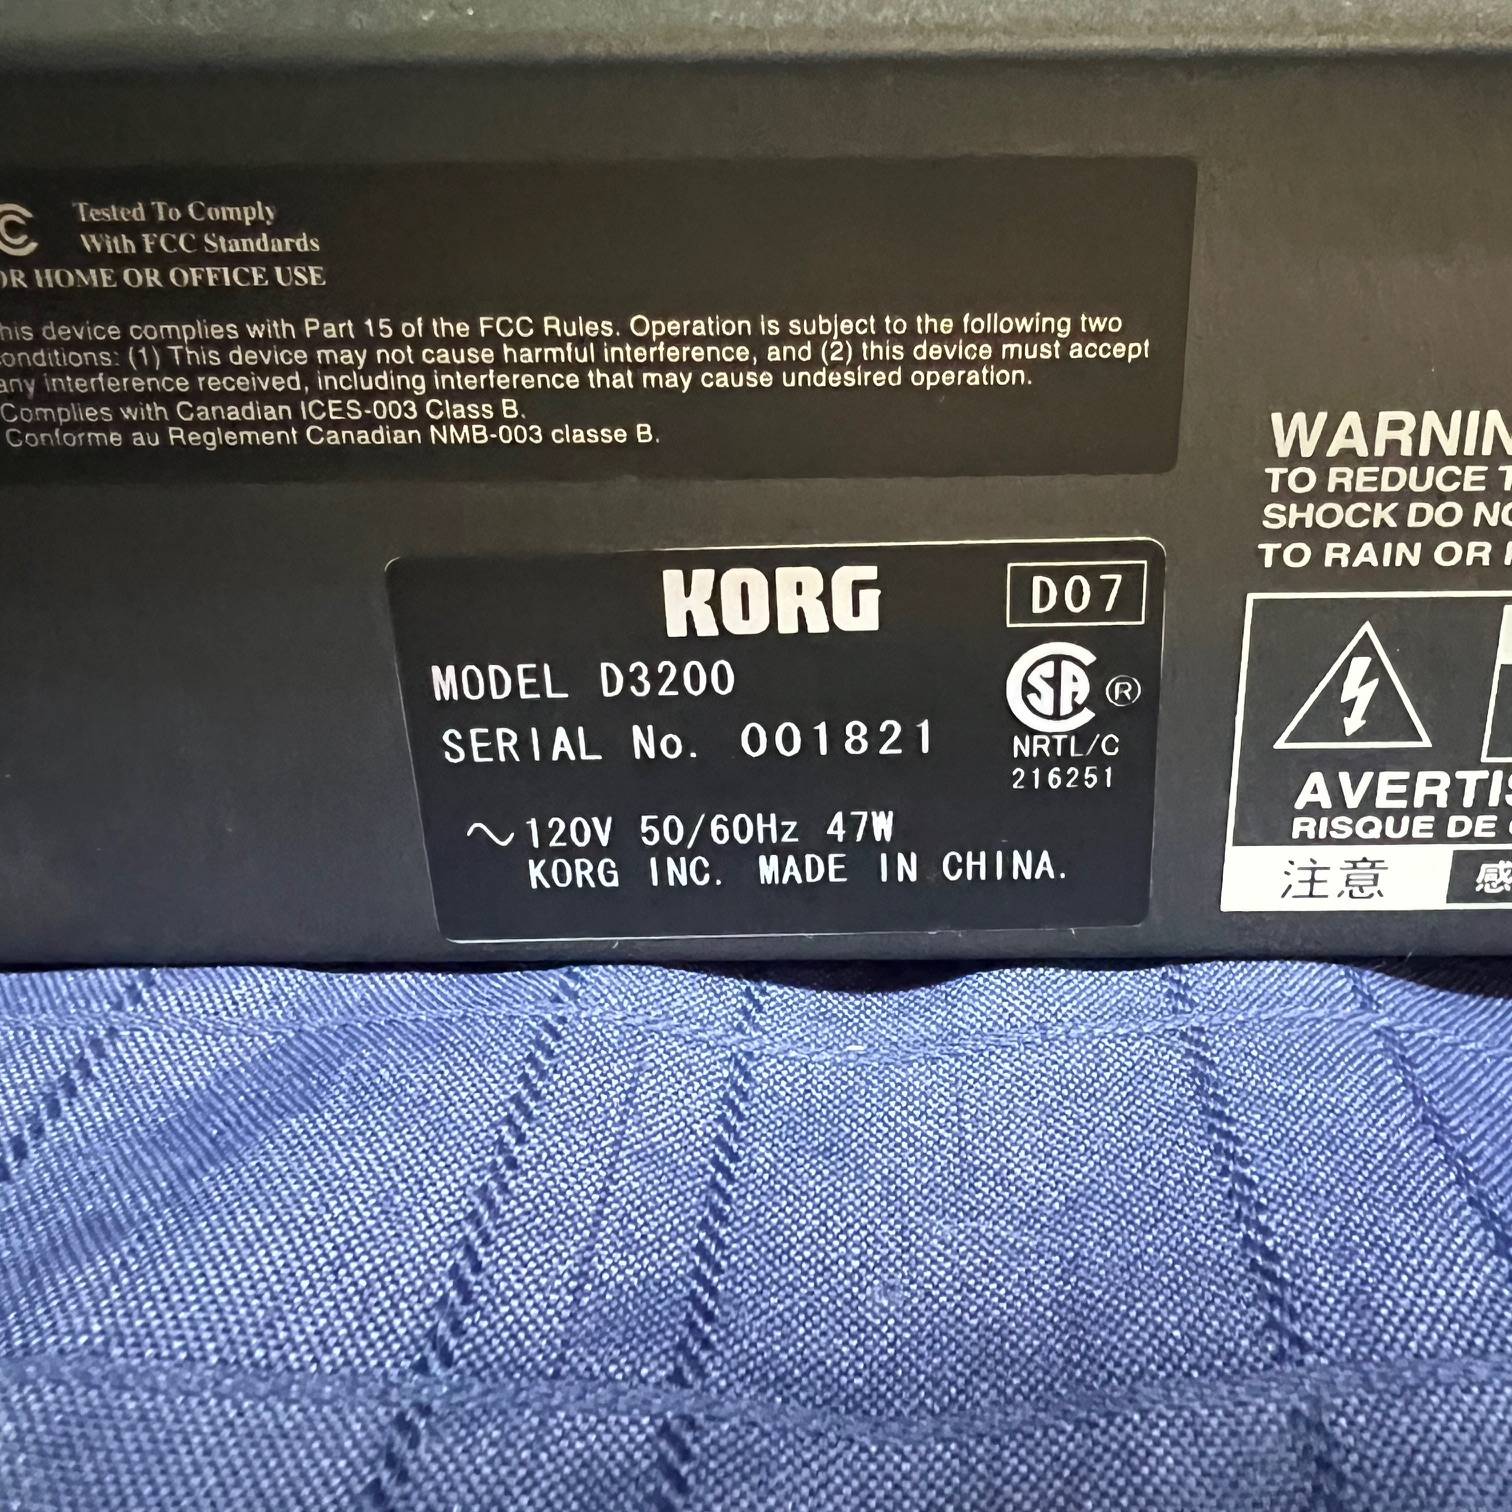 Tested To Comply
With FCC Standards
OR HOME OR OFFICE USE
his device complies with Part 15 of the FCC Rules. Operation is subject to the following two
onditions: (1) This device may not cause harmful interference, and (2) this device must accept
any interference received, including interference that may cause undesired operation.
Complies with Canadian ICES-003 Class B.
Conforme au Reglement Canadian NMB-003 classe B.
KORG
D07
MODEL D3200
SERIAL No. 001821
SA ®
NRTL/C
216251
~120V 50/60Hz 47W
KORG INC. MADE IN CHINA.
WARNIN
TO REDUCE T
SHOCK DO NO
TO RAIN OR
AVERTIS
RISQUE DE
注意
感